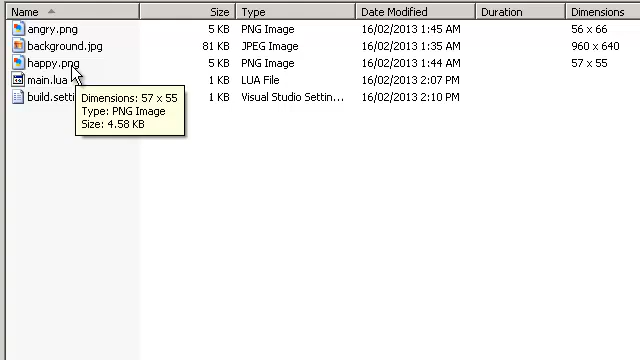 Name Size Type Date Modified Duration Dimensions
angry.png 5 KB PNG Image 16/02/2013 1:45 AM 56 x 66
background.jpg 81 KB JPEG Image 16/02/2013 1:35 AM 960 x 640
happy.png 5 KB PNG Image 16/02/2013 1:44 AM 57 x 55
main.lua 1 KB LUA File 16/02/2013 2:07 PM
build.setti 1 KB Visual Studio Settin... 16/02/2013 2:10 PM
Dimensions: 57 x 55
Type: PNG Image
Size: 4.58 KB